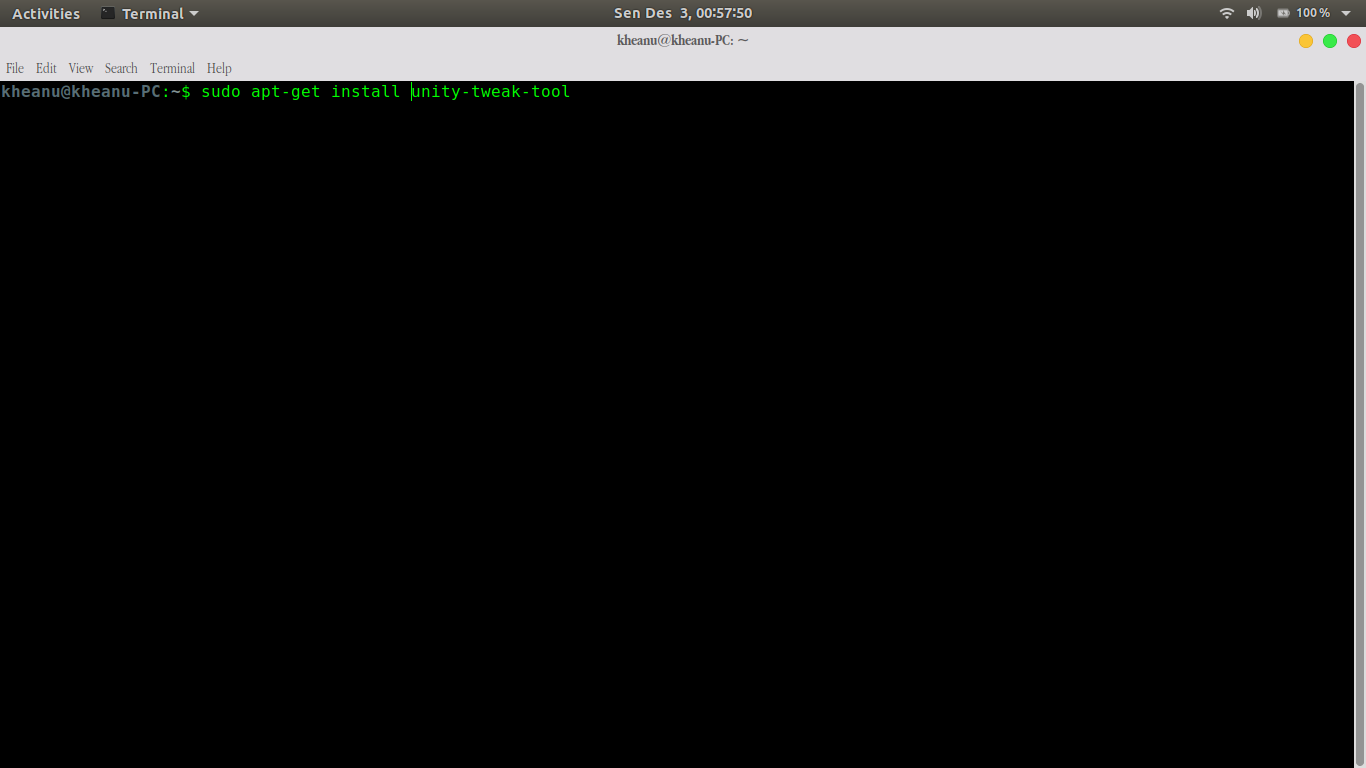 Activities Terminal Sen Des 3, 00:57:50 100 %
kheanu@kheanu-PC: ~
File Edit View Search Terminal Help
kheanu@kheanu-PC:~$ sudo apt-get install unity-tweak-tool